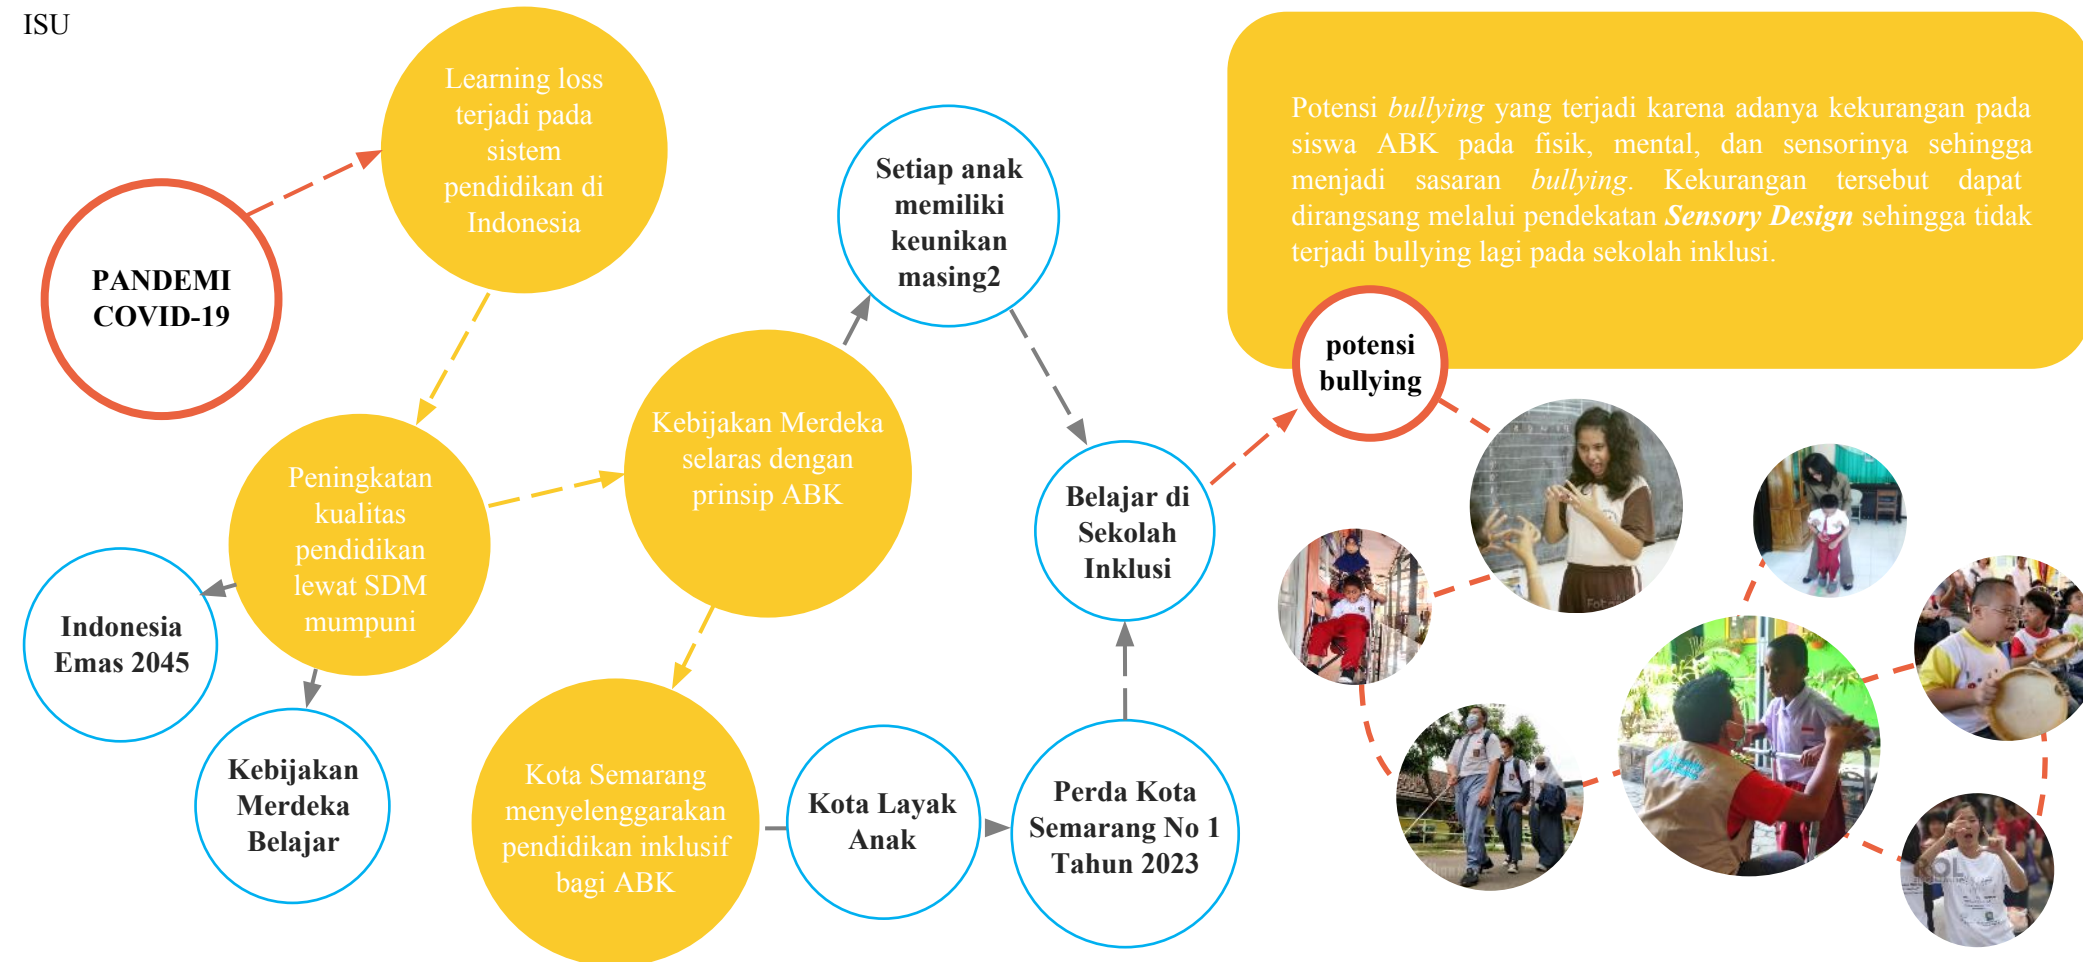 ISU
PANDEMI
COVID-19
Learning loss
terjadi pada
sistem
pendidikan di
Indonesia
Peningkatan
kualitas
pendidikan
lewat SDM
mumpuni
Indonesia
Emas 2045
Kebijakan
Merdeka
Belajar
Kebijakan Merdeka
selaras dengan
prinsip ABK
Kota Semarang
menyelenggarakan
pendidikan inklusif
bagi ABK
Setiap anak
memiliki
keunikan
masing2
Kota Layak
Anak
Perda Kota
Semarang No 1
Tahun 2023
Belajar di
Sekolah
Inklusi
Potensi bullying yang terjadi karena adanya kekurangan pada
siswa ABK pada fisik, mental, dan sensorinya sehingga
menjadi sasaran bullying. Kekurangan tersebut dapat
dirangsang melalui pendekatan Sensory Design sehingga tidak
terjadi bullying lagi pada sekolah inklusi.
potensi
bullying